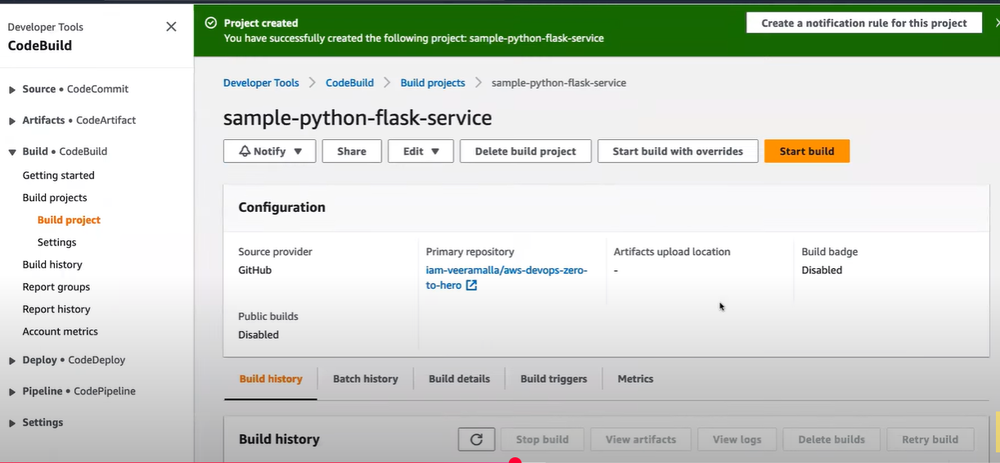 Developer Tools
CodeBuild
Source • CodeCommit
Artifacts • CodeArtifact
Build • CodeBuild
Getting started
Build projects
Build project
Settings
Build history
Report groups
Report history
Account metrics
Deploy • CodeDeploy
Pipeline • CodePipeline
Settings
Project created
You have successfully created the following project: sample-python-flask-service
Create a notification rule for this project
Developer Tools > CodeBuild > Build projects > sample-python-flask-service
sample-python-flask-service
Notify Share Edit Delete build project Start build with overrides Start build
Configuration
Source provider
GitHub
Primary repository
iam-veeramalla/aws-devops-zero-
to-hero
Artifacts upload location
-
Build badge
Disabled
Public builds
Disabled
Build history Batch history Build details Build triggers Metrics
Build history Stop build View artifacts View logs Delete builds Retry build